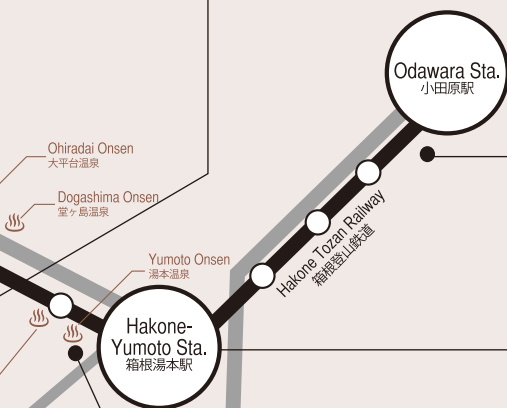 Odawara Sta.
小田原駅
Ohiradai Onsen
大平台温泉
Dogashima Onsen
堂ヶ島温泉
Hakone Tozan Railway
箱根登山鉄道
Yumoto Onsen
湯本温泉
Hakone-
Yumoto Sta.
箱根湯本駅